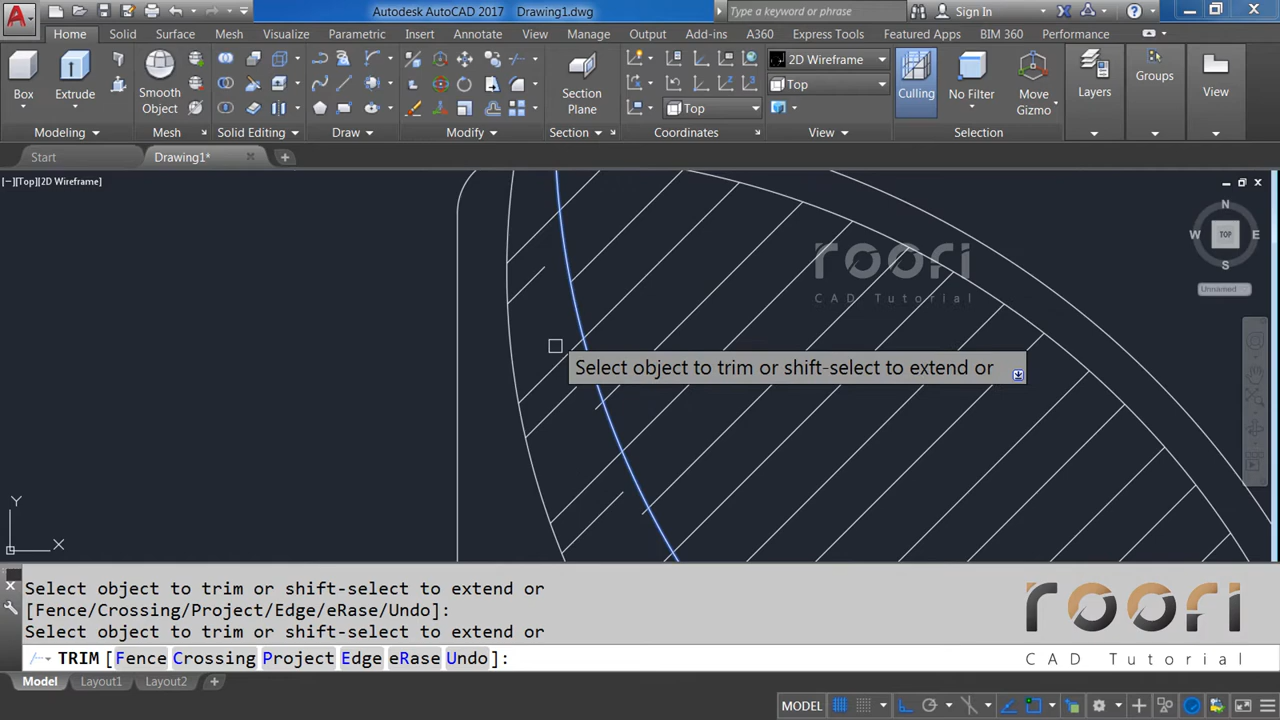 Autodesk AutoCAD 2017 Drawing1.dwg
Type a keyword or phrase
Sign In
Home Solid Surface Mesh Visualize Parametric Insert Annotate View Manage Output Add-ins A360 Express Tools Featured Apps BIM 360 Performance
Box
Extrude
Smooth
Object
Section
Plane
Top
2D Wireframe
Top
Culling
No Filter
Move
Gizmo
Layers
Groups
View
Modeling Mesh Solid Editing Draw Modify Section Coordinates View Selection
Start Drawing1*
[−][Top][2D Wireframe]
N
W TOP E
S
Unnamed
roori
CAD Tutorial
Select object to trim or shift-select to extend or
Y
X
Select object to trim or shift-select to extend or
[Fence/Crossing/Project/Edge/eRase/Undo]:
Select object to trim or shift-select to extend or
TRIM [Fence Crossing Project Edge eRase Undo]:
roori
CAD Tutorial
Model Layout1 Layout2
MODEL